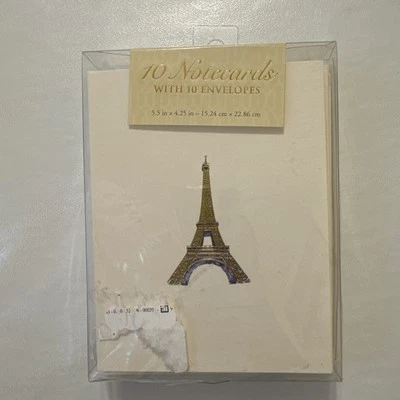 10 Notecards
WITH 10 ENVELOPES
5.5 in × 4.25 in – 15.24 cm × 22.86 cm